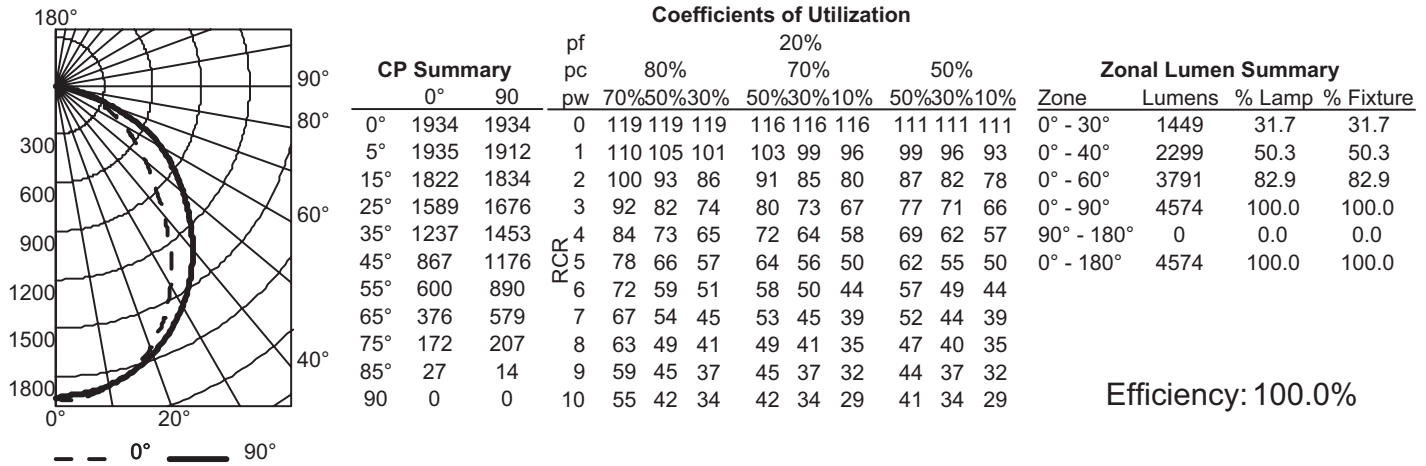 180°
90°
80°
60°
40°
300
600
900
1200
1500
1800
0° 20°
0° 90°
Coefficients of Utilization
pf 20%
pc 80% 70% 50%
pw 70%50%30% 50%30%10% 50%30%10%
RCR
0 119 119 119 116 116 116 111 111 111
1 110 105 101 103 99 96 99 96 93
2 100 93 86 91 85 80 87 82 78
3 92 82 74 80 73 67 77 71 66
4 84 73 65 72 64 58 69 62 57
5 78 66 57 64 56 50 62 55 50
6 72 59 51 58 50 44 57 49 44
7 67 54 45 53 45 39 52 44 39
8 63 49 41 49 41 35 47 40 35
9 59 45 37 45 37 32 44 37 32
10 55 42 34 42 34 29 41 34 29
CP Summary
0° 90
0° 1934 1934
5° 1935 1912
15° 1822 1834
25° 1589 1676
35° 1237 1453
45° 867 1176
55° 600 890
65° 376 579
75° 172 207
85° 27 14
90 0 0
Zonal Lumen Summary
Zone Lumens % Lamp % Fixture
0° - 30° 1449 31.7 31.7
0° - 40° 2299 50.3 50.3
0° - 60° 3791 82.9 82.9
0° - 90° 4574 100.0 100.0
90° - 180° 0 0.0 0.0
0° - 180° 4574 100.0 100.0
Efficiency: 100.0%